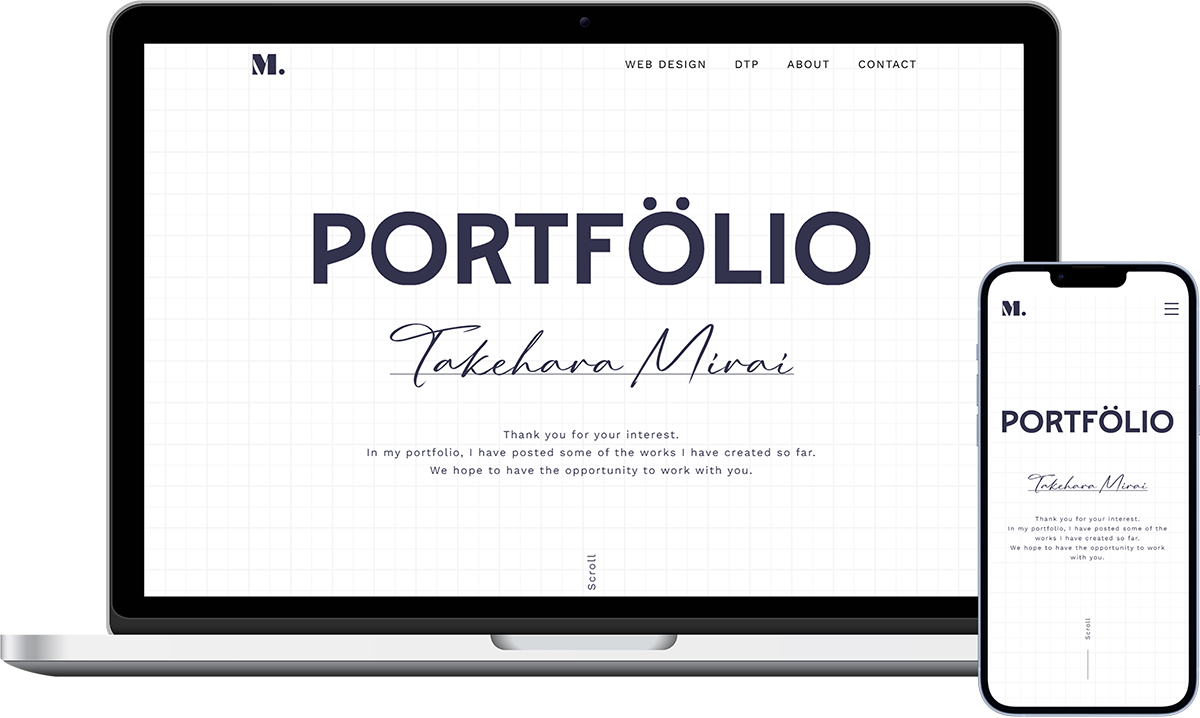 M.
WEB DESIGN DTP ABOUT CONTACT
PORTFÖLIO
Takehara Mirai
Thank you for your interest.
In my portfolio, I have posted some of the works I have created so far.
We hope to have the opportunity to work with you.
Scroll
M.
PORTFÖLIO
Takehara Mirai
Thank you for your interest.
In my portfolio, I have posted some of the
works I have created so far.
We hope to have the opportunity to work
with you.
Scroll